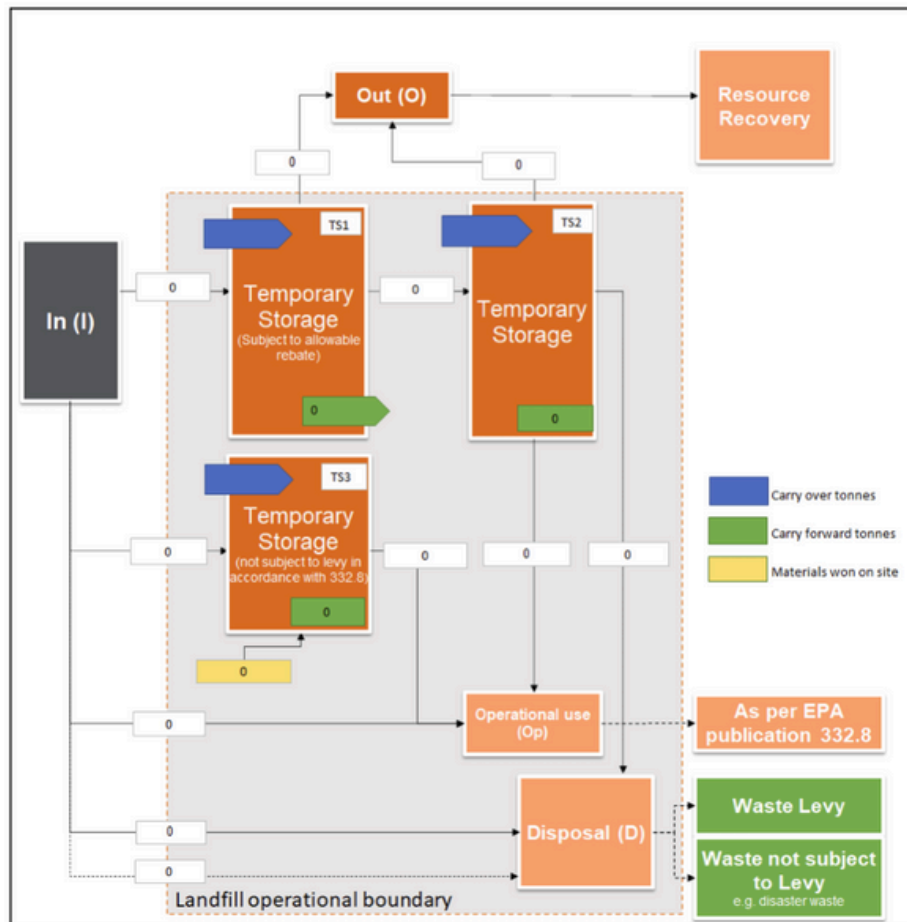 Out (O)
Resource
Recovery
0
0
TS1
TS2
In (I)
0
Temporary
Storage
(Subject to allowable
rebate)
0
Temporary
Storage
0
0
TS3
Temporary
Storage
(not subject to levy in
accordance with 332.8)
0
0
0
0
0
0
Carry over tonnes
Carry forward tonnes
Materials won on site
0
Operational use
(Op)
As per EPA
publication 332.8
0
Disposal (D)
Waste Levy
0
Waste not subject
to Levy
e.g. disaster waste
Landfill operational boundary